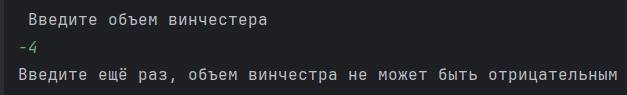 Введите объем винчестера
-4
Введите ещё раз, объем винчестра не может быть отрицательным